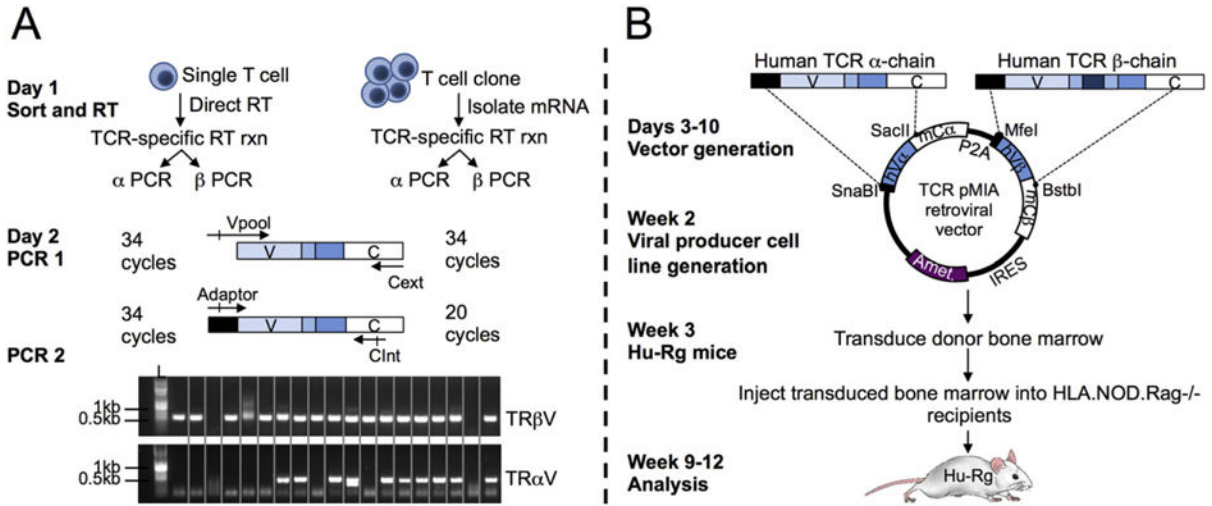 A
Day 1
Sort and RT
Single T cell
Direct RT
TCR-specific RT rxn
α PCR
β PCR
T cell clone
Isolate mRNA
TCR-specific RT rxn
α PCR
β PCR
Day 2
PCR 1
34
cycles
Vpool
V
C
Cext
34
cycles
34
cycles
Adaptor
V
C
CInt
20
cycles
PCR 2
L
1kb
0.5kb
TRβV
1kb
0.5kb
TRαV
B
Human TCR α-chain
V
C
Human TCR β-chain
V
C
Days 3-10
Vector generation
SacII
mCα
P2A
MfeI
hVα
hVβ
SnaBI
BstbI
mCβ
TCR pMIA
retroviral
vector
Amet.
IRES
Week 2
Viral producer cell
line generation
Week 3
Hu-Rg mice
Transduce donor bone marrow
Inject transduced bone marrow into HLA.NOD.Rag-/-
recipients
Week 9-12
Analysis
Hu-Rg